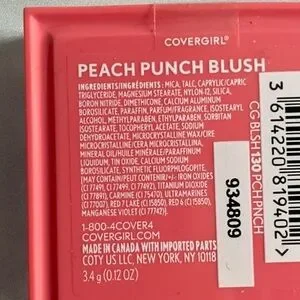 COVERGIRL®
PEACH PUNCH BLUSH
INGREDIENTS/INGRÉDIENTS: MICA, TALC, CAPRYLIC/CAPRIC
TRIGLYCERIDE, MAGNESIUM STEARATE, NYLON-12, SILICA,
BORON NITRIDE, DIMETHICONE, CALCIUM ALUMINUM
BOROSILICATE, PARAFFIN, PARFUM/FRAGRANCE, ISOSTEARYL
ALCOHOL, METHYLPARABEN, ETHYLPARABEN, SORBITAN
ISOSTEARATE, TOCOPHERYL ACETATE, SODIUM
DEHYDROACETATE, MICROCRYSTALLINE WAX/CIRE
MICROCRISTALLINE/CERA MICROCRISTALLINA,
MINERAL OIL/HUILE MINÉRALE/PARAFFINUM
LIQUIDUM, TIN OXIDE, CALCIUM SODIUM
BOROSILICATE, SYNTHETIC FLUORPHLOGOPITE.
[MAY CONTAIN/PEUT CONTENIR/+/-: IRON OXIDES
(CI 77491, CI 77499, CI 77492), TITANIUM DIOXIDE
(CI 77891), CARMINE (CI 75470), ULTRAMARINES
(CI 77007), RED 7 LAKE (CI 15850), RED 6 (CI 15850),
MANGANESE VIOLET (CI 77742)].
1-800-4COVER4
COVERGIRL.COM
MADE IN CANADA WITH IMPORTED PARTS
COTY US LLC, NEW YORK, NY 10118
3.4 g (0.12 OZ)
934809
CG BLSH 130 PCH PNCH
3 614220 819402